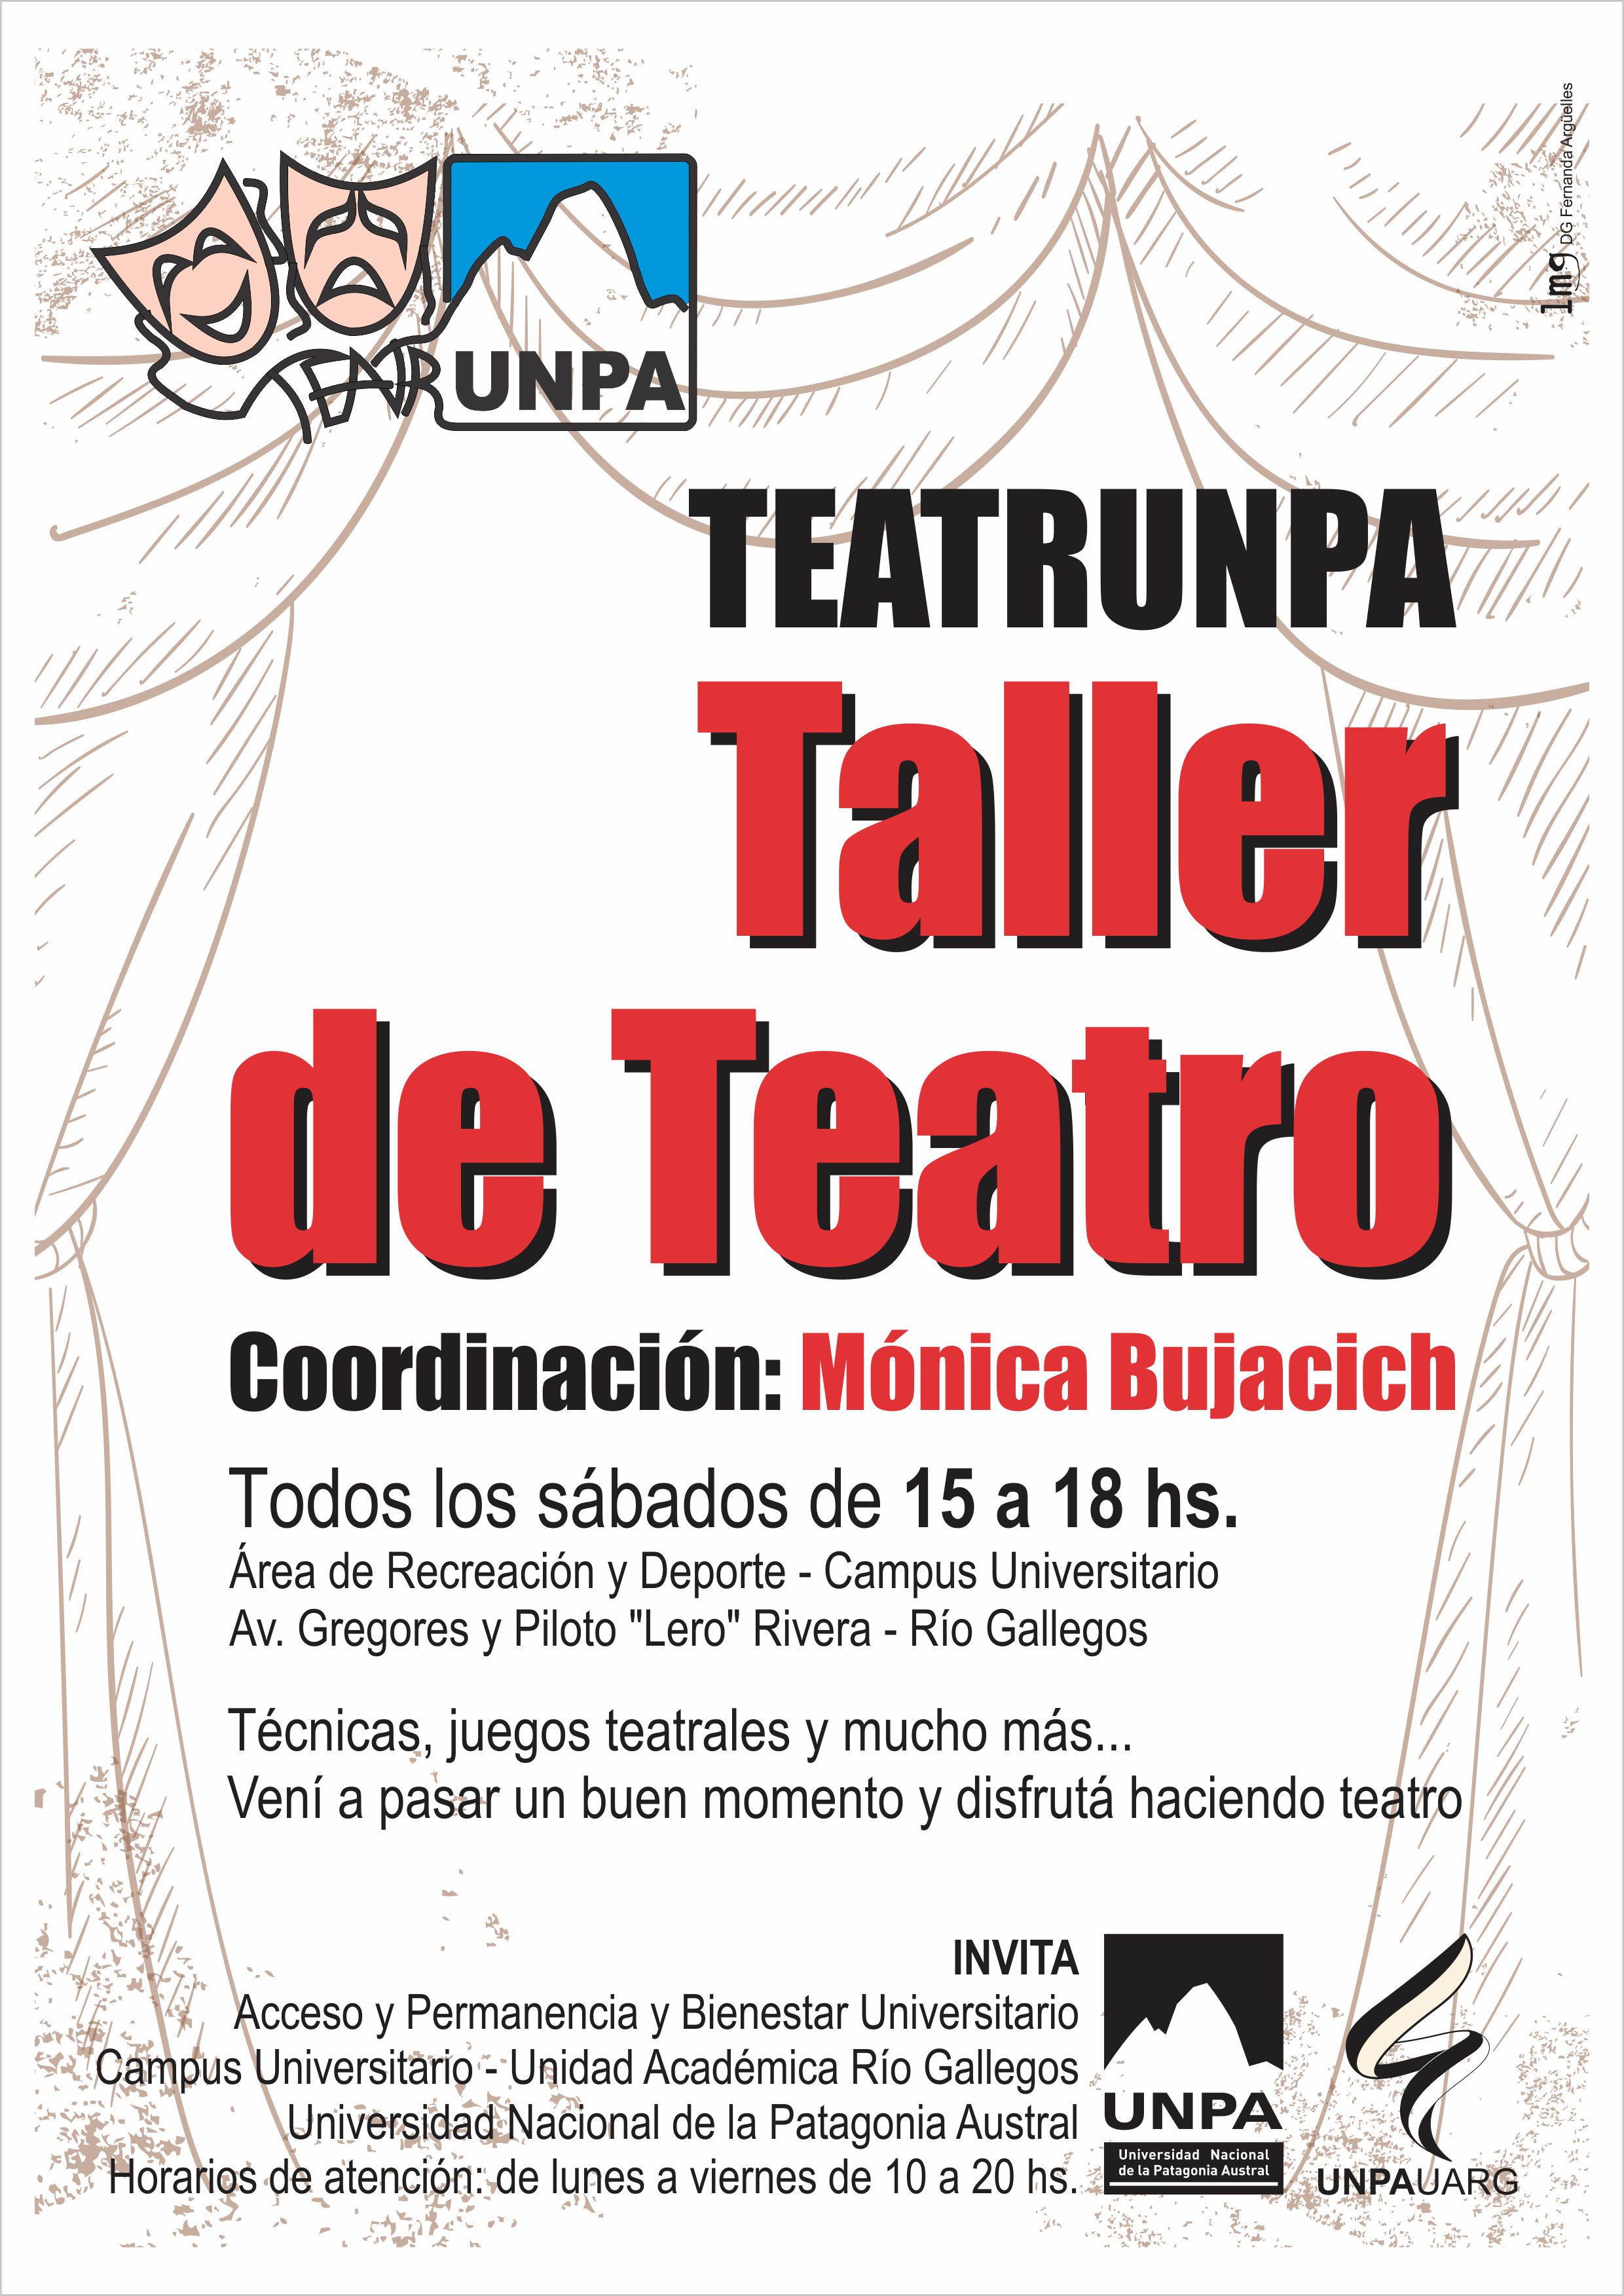 TEATR UNPA
lmg DG Fernanda Argüelles
TEATRUNPA
Taller
de Teatro
Coordinación: Mónica Bujacich
Todos los sábados de 15 a 18 hs.
Área de Recreación y Deporte - Campus Universitario
Av. Gregores y Piloto "Lero" Rivera - Río Gallegos
Técnicas, juegos teatrales y mucho más...
Vení a pasar un buen momento y disfrutá haciendo teatro
INVITA
Acceso y Permanencia y Bienestar Universitario
Campus Universitario - Unidad Académica Río Gallegos
Universidad Nacional de la Patagonia Austral
Horarios de atención: de lunes a viernes de 10 a 20 hs.
UNPA
Universidad Nacional
de la Patagonia Austral
UNPAUARG